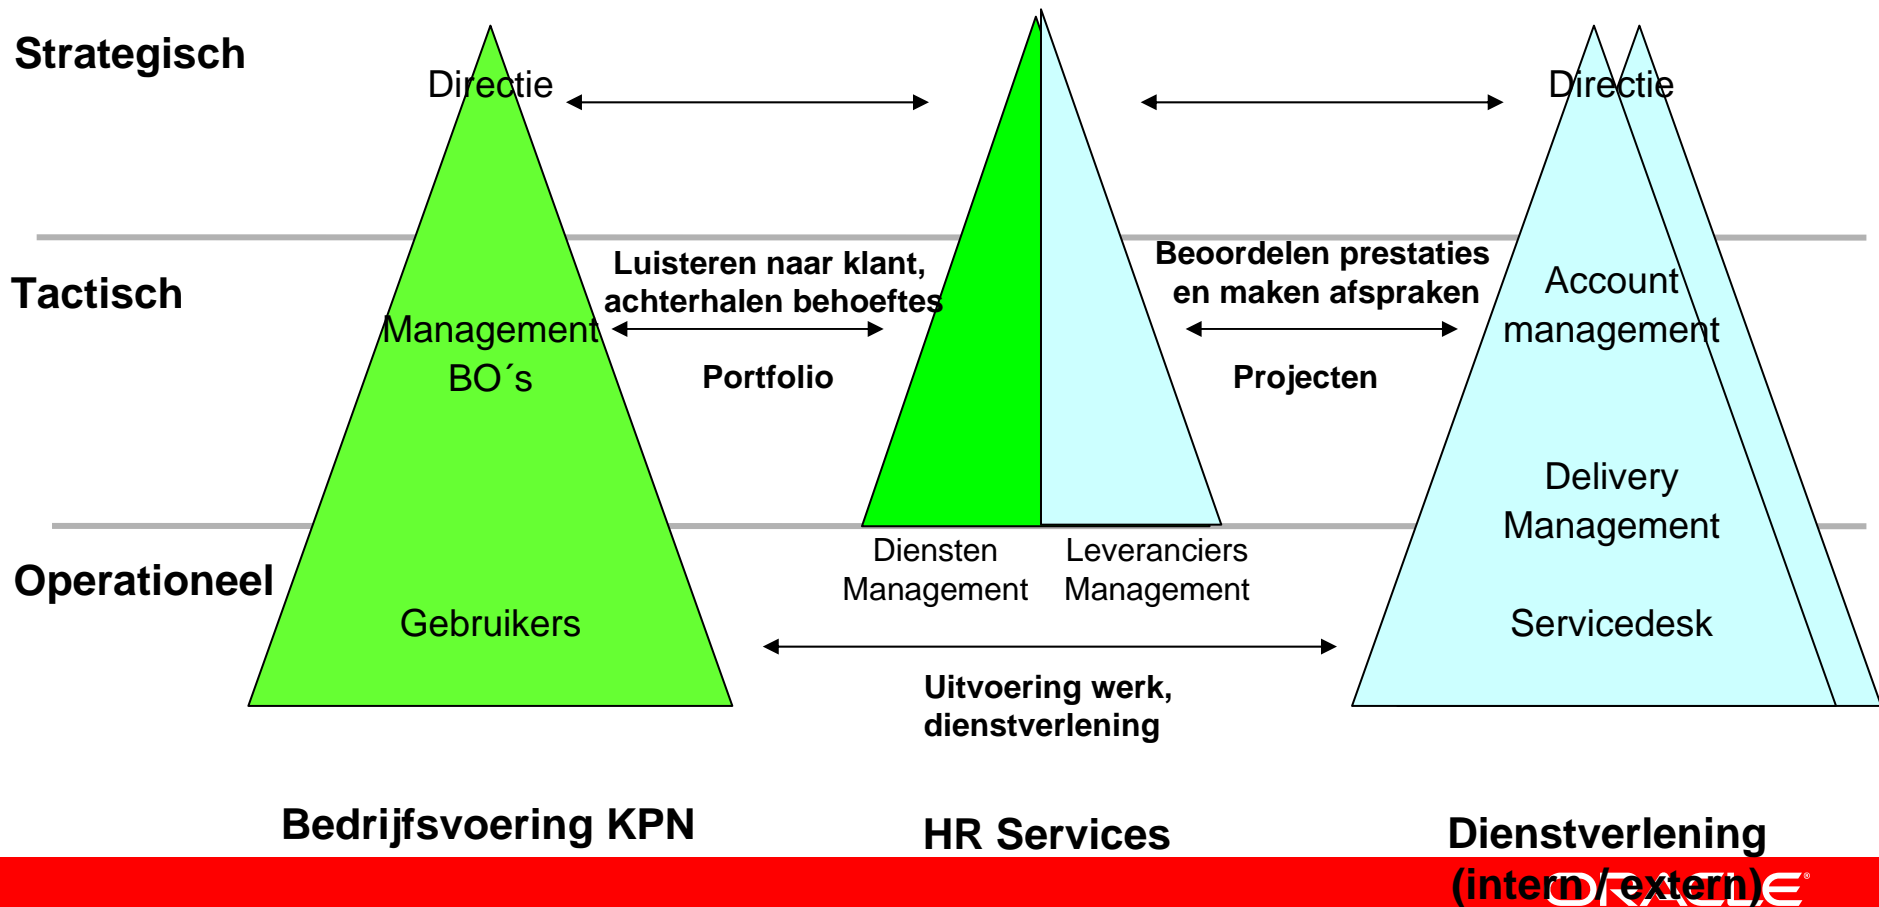 Strategisch
Directie
Directie
Tactisch
Luisteren naar klant,
achterhalen behoeftes
Beoordelen prestaties
en maken afspraken
Management
BO´s
Portfolio
Projecten
Account
management
Delivery
Management
Operationeel
Diensten
Management
Leveranciers
Management
Gebruikers
Servicedesk
Uitvoering werk,
dienstverlening
Bedrijfsvoering KPN
HR Services
Dienstverlening
(intern / extern)
ORACLE®